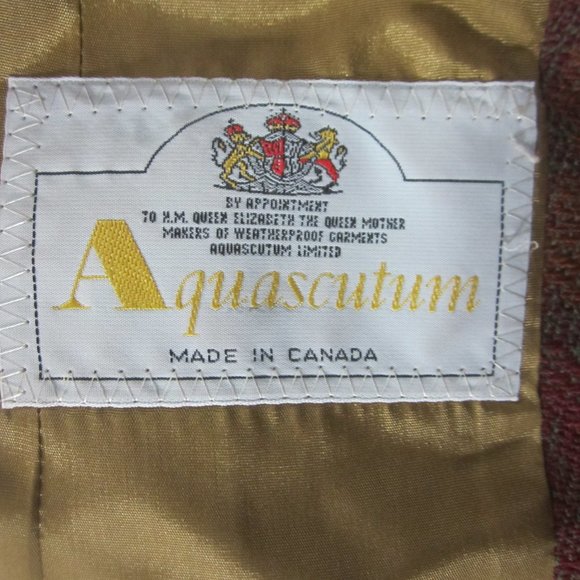 BY APPOINTMENT
TO H.M. QUEEN ELIZABETH THE QUEEN MOTHER
MAKERS OF WEATHERPROOF GARMENTS
AQUASCUTUM LIMITED
Aquascutum
MADE IN CANADA